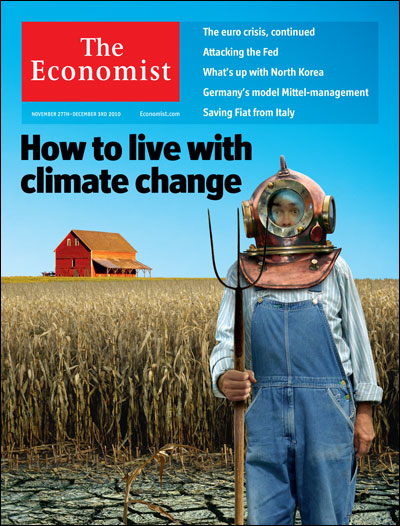 The
Economist
NOVEMBER 27TH–DECEMBER 3RD 2010
Economist.com
The euro crisis, continued
Attacking the Fed
What's up with North Korea
Germany's model Mittel-management
Saving Fiat from Italy
How to live with
climate change